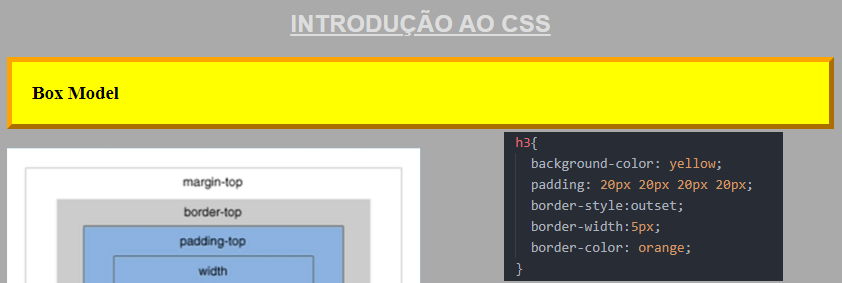 INTRODUÇÃO AO CSS
Box Model
margin-top
border-top
padding-top
width
h3{
background-color: yellow;
padding: 20px 20px 20px 20px;
border-style:outset;
border-width:5px;
border-color: orange;
}